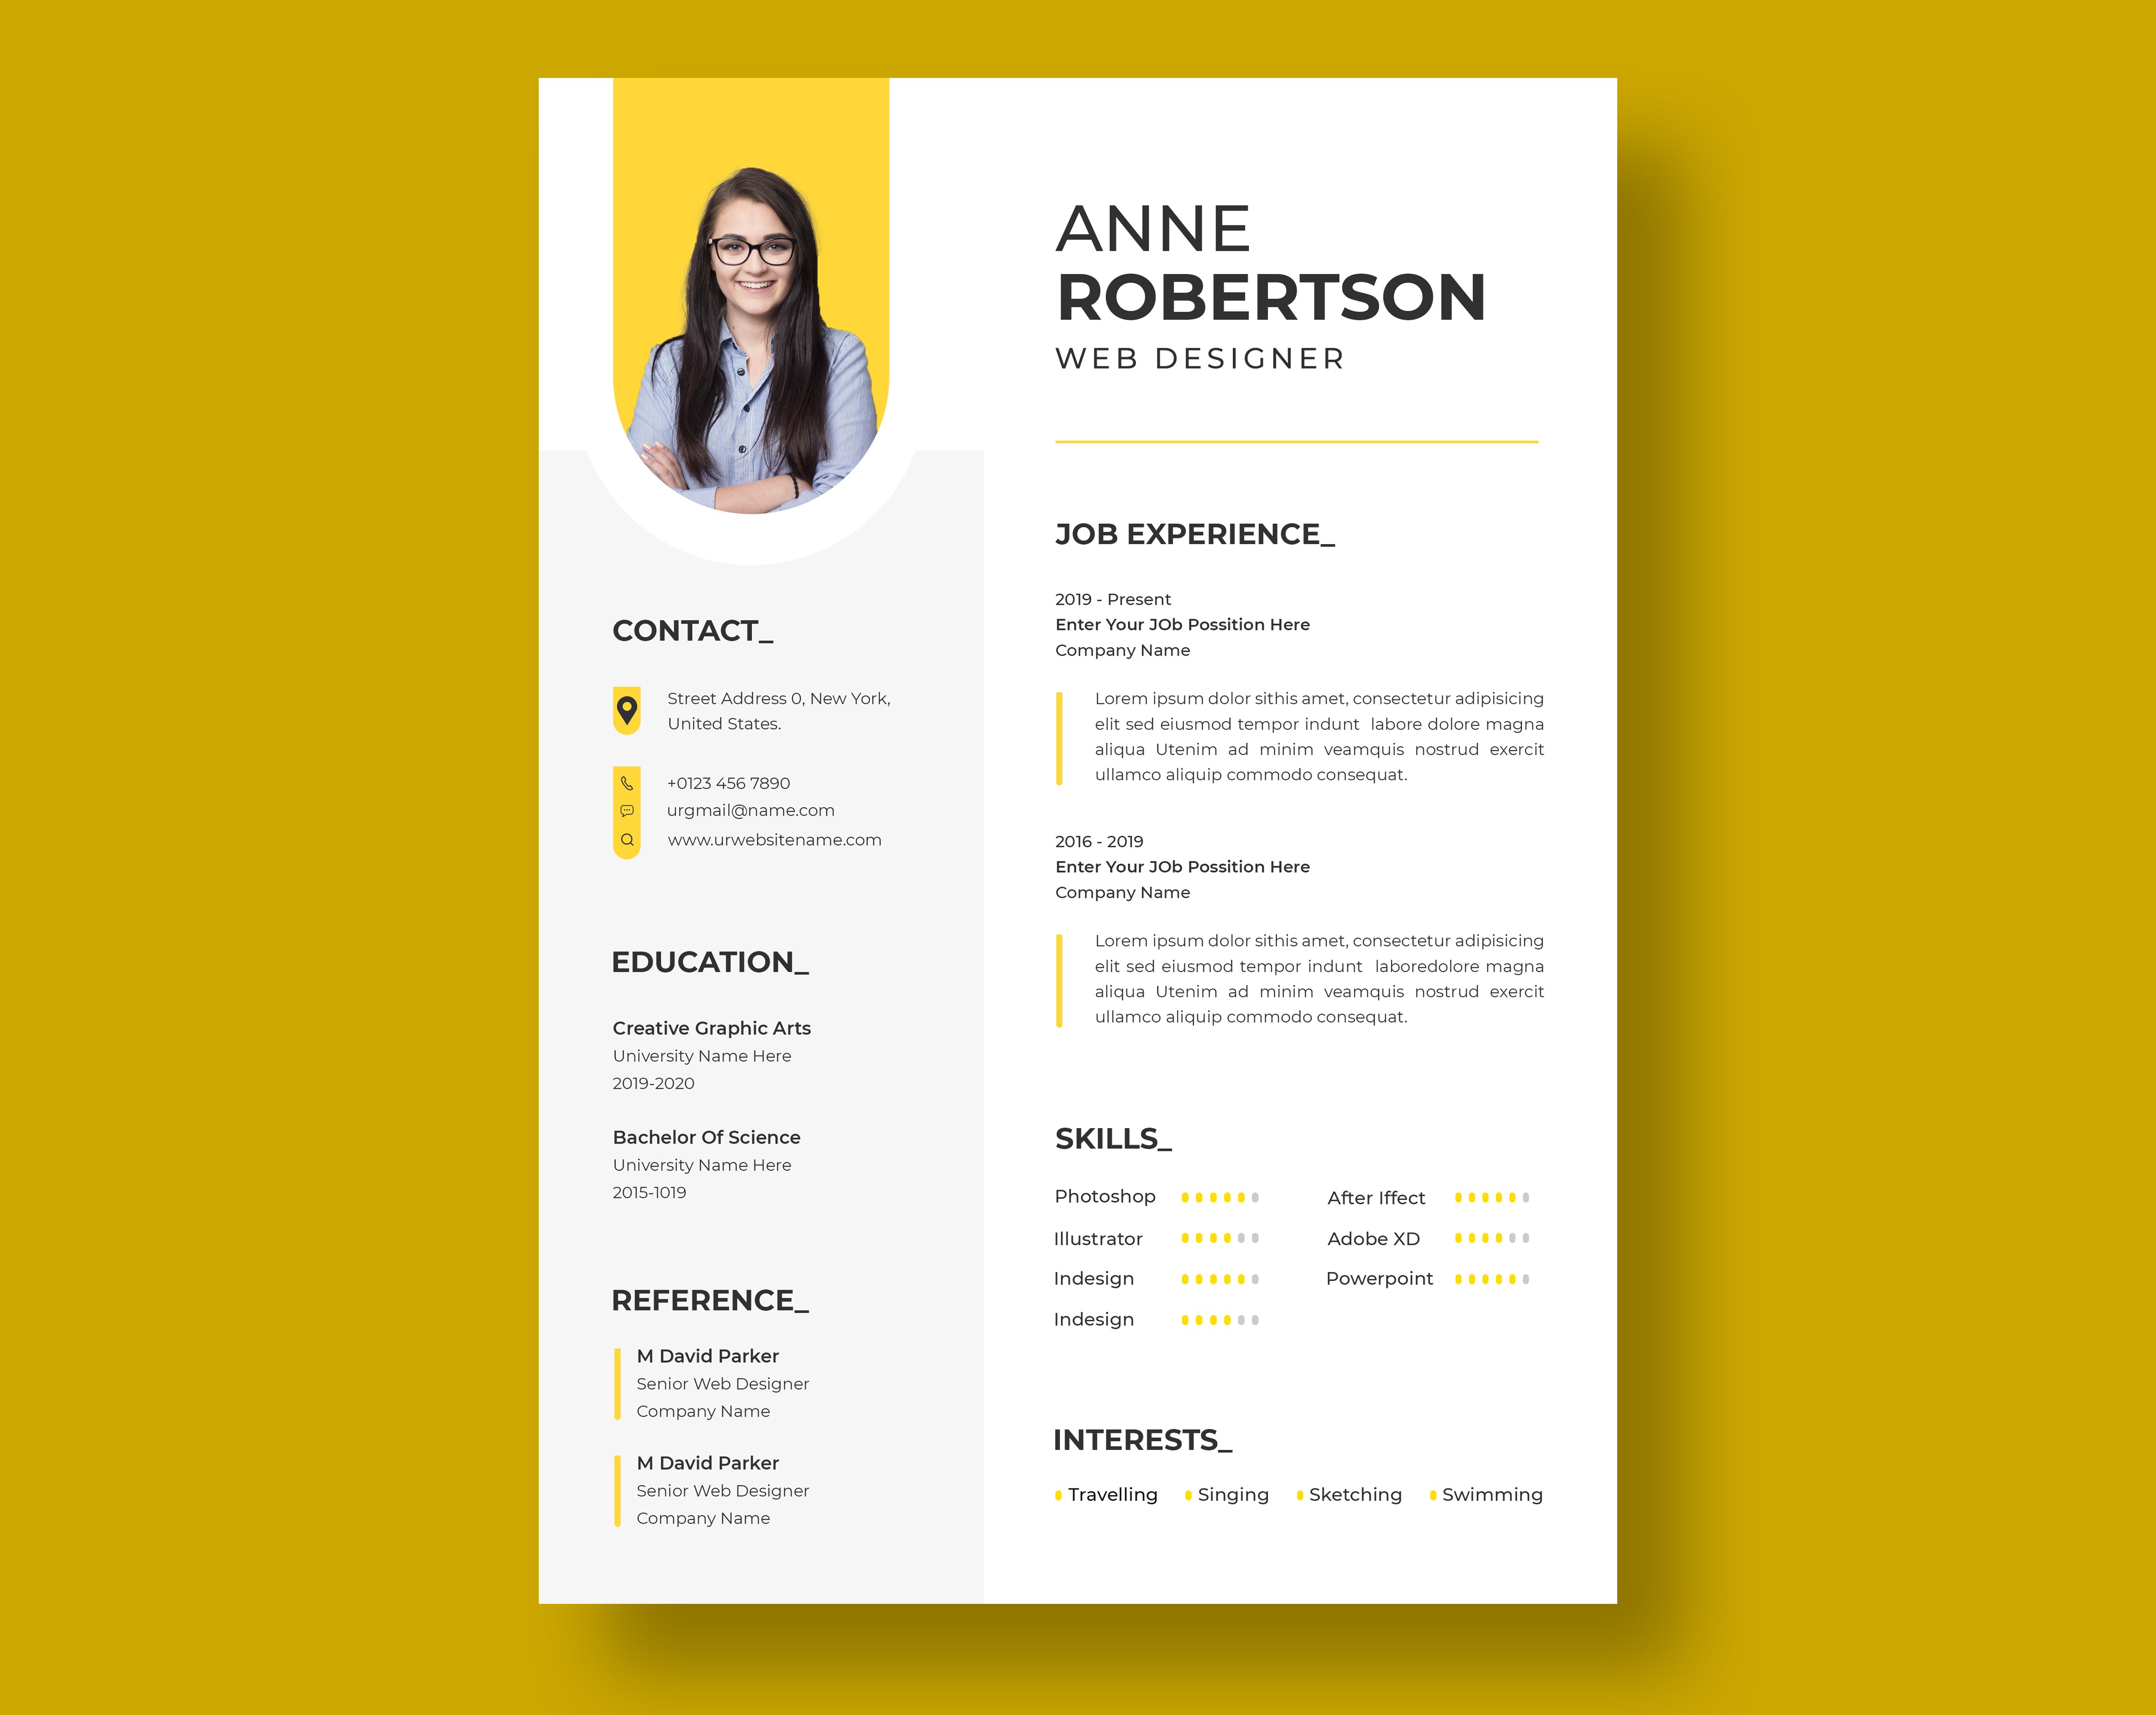 ANNE
ROBERTSON
WEB DESIGNER
CONTACT_
Street Address 0, New York,
United States.
+0123 456 7890
urgmail@name.com
www.urwebsitename.com
EDUCATION_
Creative Graphic Arts
University Name Here
2019-2020
Bachelor Of Science
University Name Here
2015-1019
REFERENCE_
M David Parker
Senior Web Designer
Company Name
M David Parker
Senior Web Designer
Company Name
JOB EXPERIENCE_
2019 - Present
Enter Your JOb Possition Here
Company Name
Lorem ipsum dolor sithis amet, consectetur adipisicing
elit sed eiusmod tempor indunt labore dolore magna
aliqua Utenim ad minim veamquis nostrud exercit
ullamco aliquip commodo consequat.
2016 - 2019
Enter Your JOb Possition Here
Company Name
Lorem ipsum dolor sithis amet, consectetur adipisicing
elit sed eiusmod tempor indunt laboredolore magna
aliqua Utenim ad minim veamquis nostrud exercit
ullamco aliquip commodo consequat.
SKILLS_
Photoshop
Illustrator
Indesign
Indesign
After Iffect
Adobe XD
Powerpoint
INTERESTS_
Travelling Singing Sketching Swimming